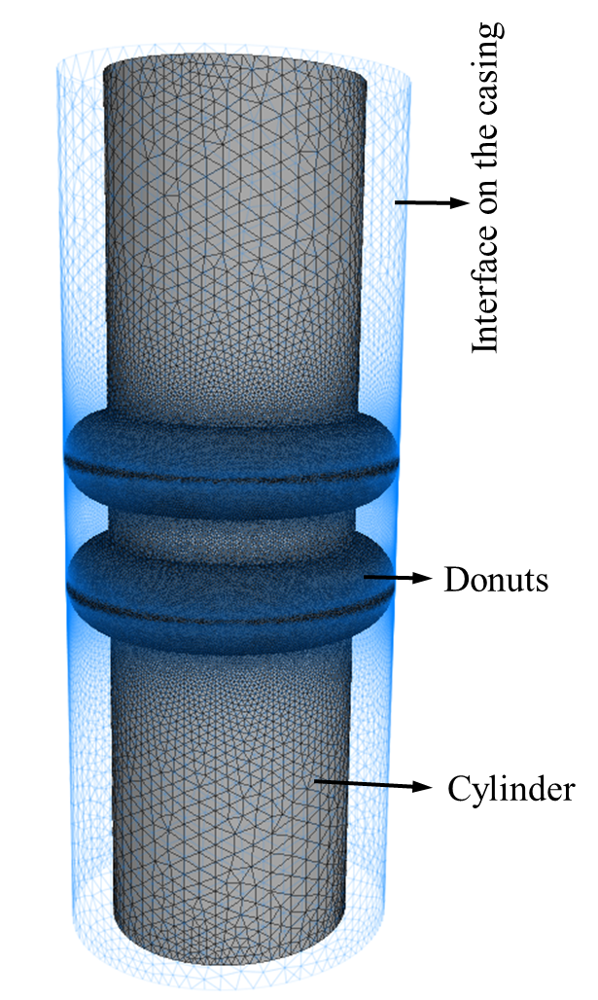 Interface on the casing
Donuts
Cylinder